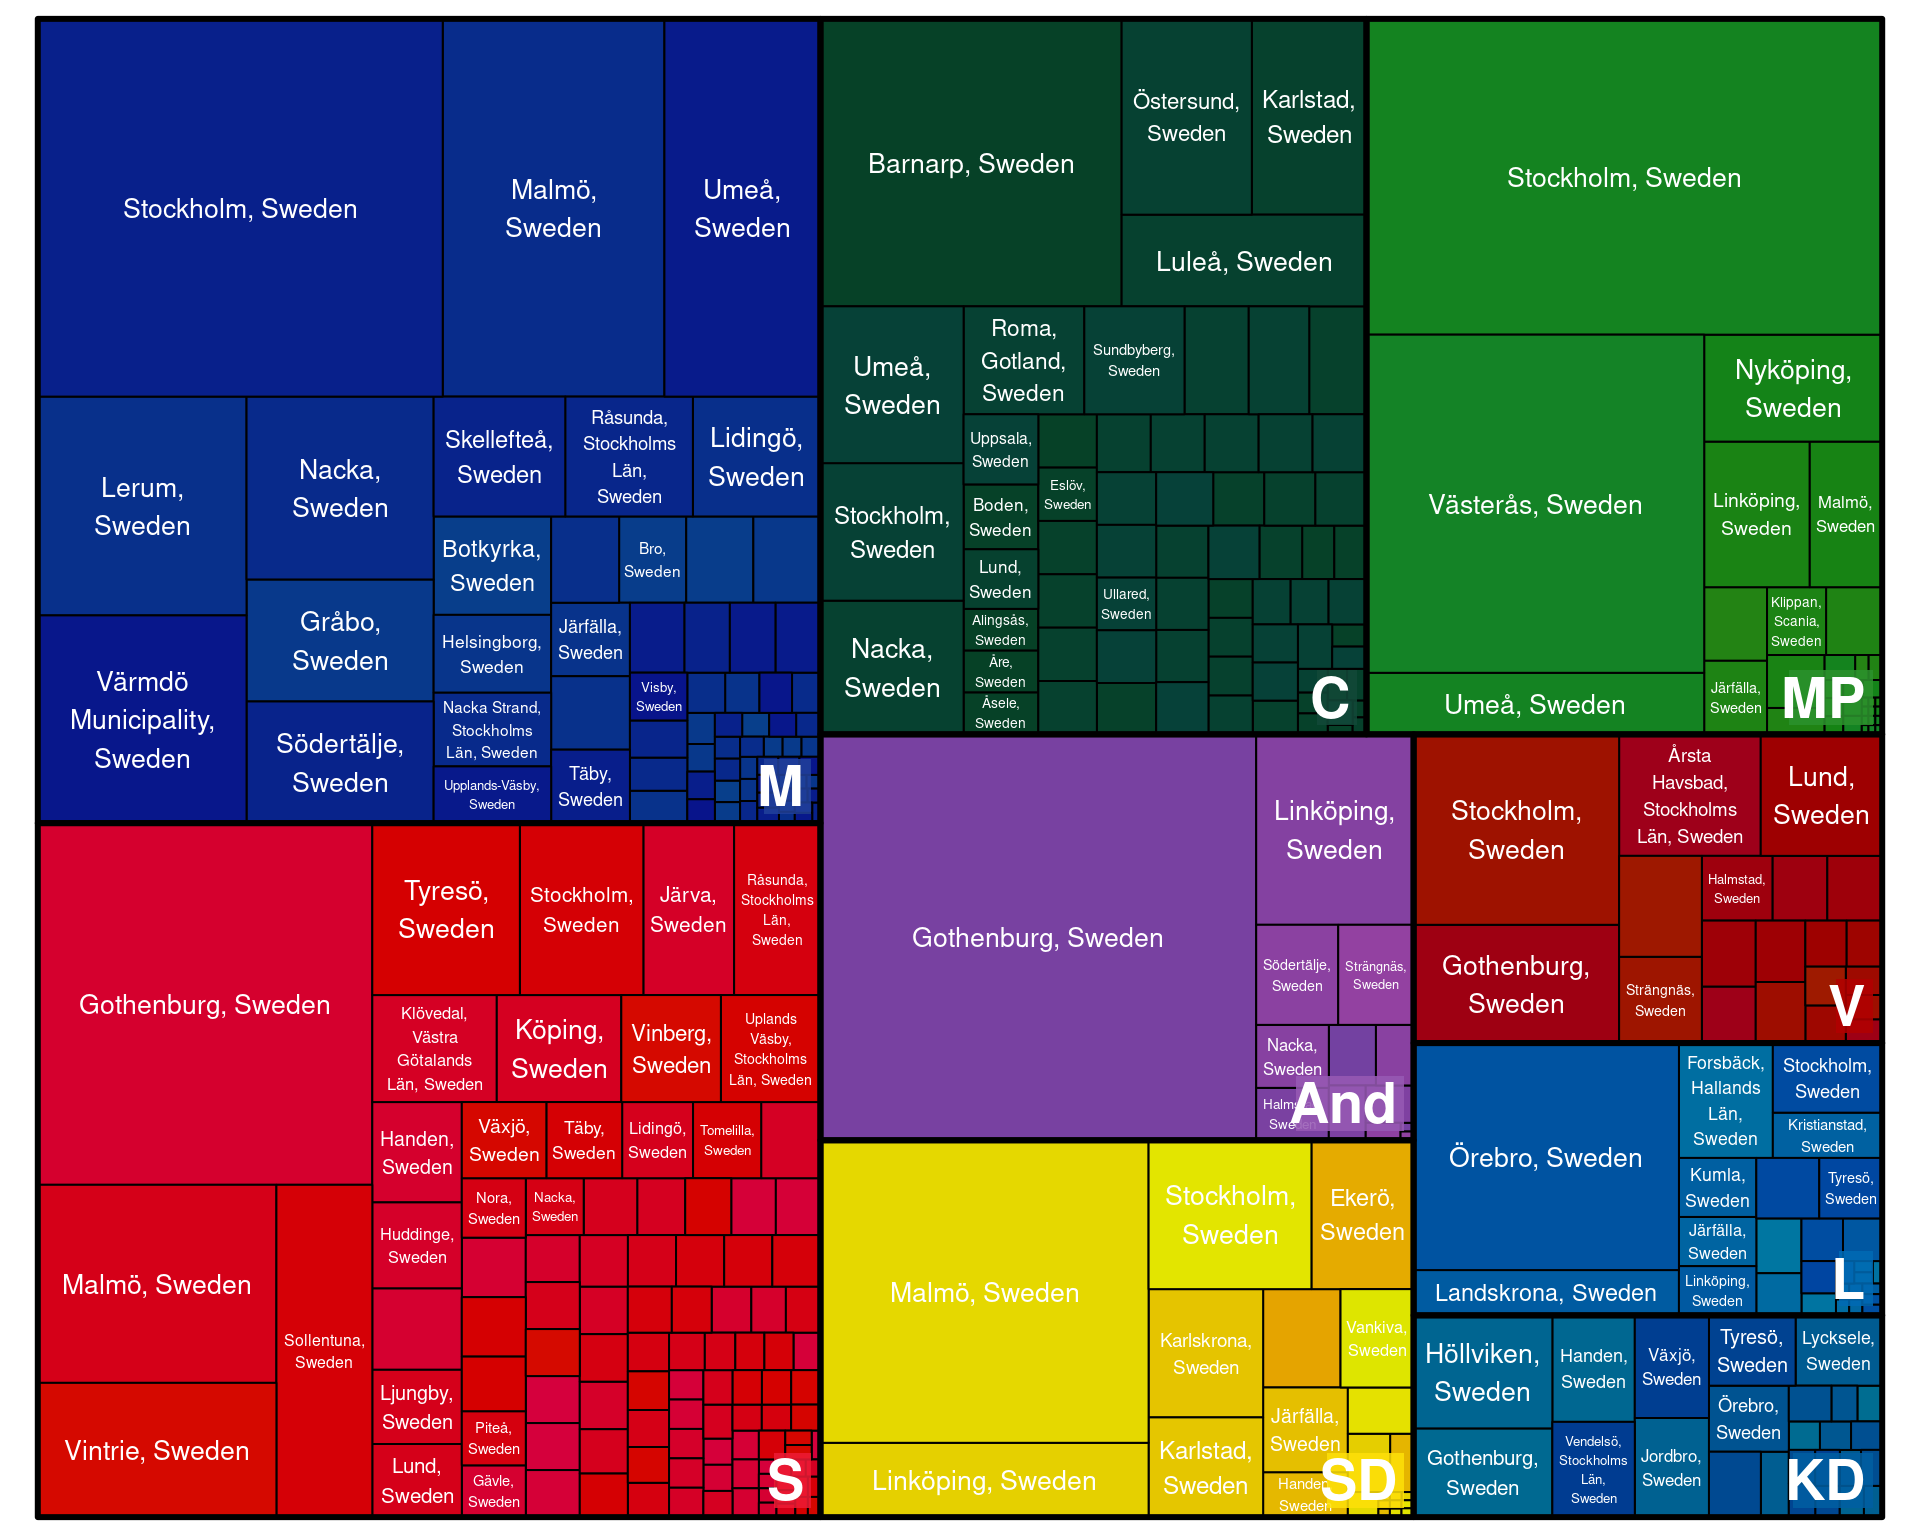 Stockholm, Sweden
Malmö,
Sweden
Umeå,
Sweden
Lerum,
Sweden
Nacka,
Sweden
Skellefteå,
Sweden
Råsunda,
Stockholms
Län,
Sweden
Lidingö,
Sweden
Värmdö
Municipality,
Sweden
Gråbo,
Sweden
Södertälje,
Sweden
Botkyrka,
Sweden
Bro,
Sweden
Helsingborg,
Sweden
Järfälla,
Sweden
Nacka Strand,
Stockholms
Län, Sweden
Visby,
Sweden
Upplands-Väsby,
Sweden
Täby,
Sweden
M
Barnarp, Sweden
Östersund,
Sweden
Karlstad,
Sweden
Luleå, Sweden
Umeå,
Sweden
Roma,
Gotland,
Sweden
Sundbyberg,
Sweden
Stockholm,
Sweden
Uppsala,
Sweden
Eslöv,
Sweden
Boden,
Sweden
Lund,
Sweden
Ullared,
Sweden
Nacka,
Sweden
Alingsås,
Sweden
Åre,
Sweden
Åsele,
Sweden
C
Stockholm, Sweden
Västerås, Sweden
Nyköping,
Sweden
Linköping,
Sweden
Malmö,
Sweden
Klippan,
Scania,
Sweden
Järfälla,
Sweden
Umeå, Sweden
MP
Gothenburg, Sweden
Tyresö,
Sweden
Stockholm,
Sweden
Järva,
Sweden
Råsunda,
Stockholms
Län,
Sweden
Klövedal,
Västra
Götalands
Län, Sweden
Köping,
Sweden
Vinberg,
Sweden
Uplands
Väsby,
Stockholms
Län, Sweden
Handen,
Sweden
Växjö,
Sweden
Täby,
Sweden
Lidingö,
Sweden
Tomelilla,
Sweden
Malmö, Sweden
Sollentuna,
Sweden
Huddinge,
Sweden
Nora,
Sweden
Nacka,
Sweden
Vintrie, Sweden
Ljungby,
Sweden
Piteå,
Sweden
Lund,
Sweden
Gävle,
Sweden
S
Gothenburg, Sweden
Linköping,
Sweden
Södertälje,
Sweden
Strängnäs,
Sweden
Nacka,
Sweden
And
Malmö, Sweden
Stockholm,
Sweden
Ekerö,
Sweden
Karlskrona,
Sweden
Vankiva,
Sweden
Järfälla,
Sweden
Linköping, Sweden
Karlstad,
Sweden
Handen,
Sweden
SD
Stockholm,
Sweden
Årsta
Havsbad,
Stockholms
Län, Sweden
Lund,
Sweden
Halmstad,
Sweden
Gothenburg,
Sweden
Strängnäs,
Sweden
V
Örebro, Sweden
Forsbäck,
Hallands
Län,
Sweden
Stockholm,
Sweden
Kristianstad,
Sweden
Kumla,
Sweden
Tyresö,
Sweden
Järfälla,
Sweden
Landskrona, Sweden
Linköping,
Sweden
L
Höllviken,
Sweden
Handen,
Sweden
Växjö,
Sweden
Tyresö,
Sweden
Lycksele,
Sweden
Örebro,
Sweden
Gothenburg,
Sweden
Vendelsö,
Stockholms
Län,
Sweden
Jordbro,
Sweden
KD